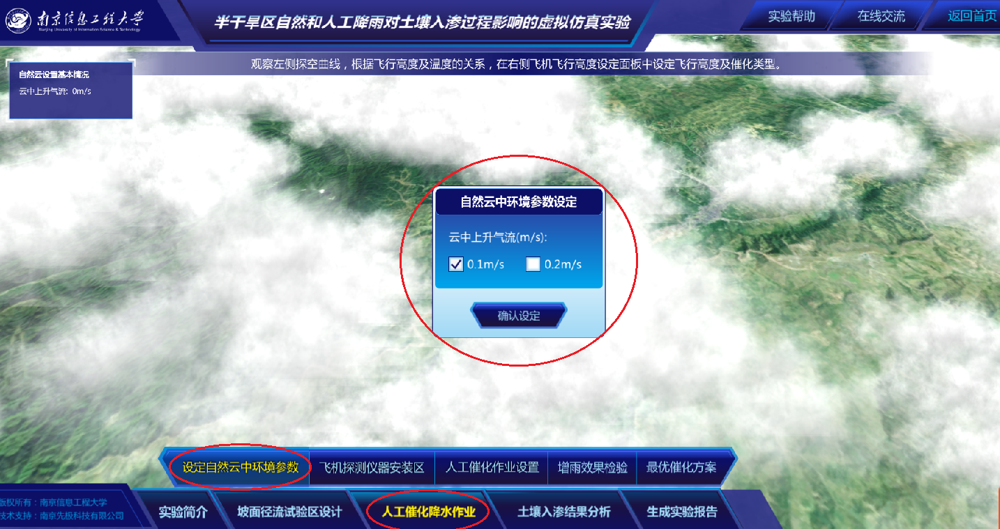 南京信息工程大学
Nanjing University of Information Science & Technology
半干旱区自然和人工降雨对土壤入渗过程影响的虚拟仿真实验
实验帮助
在线交流
返回首页
观察左侧探空曲线，根据飞行高度及温度的关系，在右侧飞机飞行高度设定面板中设定飞行高度及催化类型。
自然云设置基本情况
云中上升气流: 0m/s
自然云中环境参数设定
云中上升气流(m/s):
0.1m/s 0.2m/s
确认设定
设定自然云中环境参数 飞机探测仪器安装区 人工催化作业设置 增雨效果检验 最优催化方案
版权所有：南京信息工程大学
技术支持：南京先极科技有限公司
实验简介 坡面径流试验区设计 人工催化降水作业 土壤入渗结果分析 生成实验报告